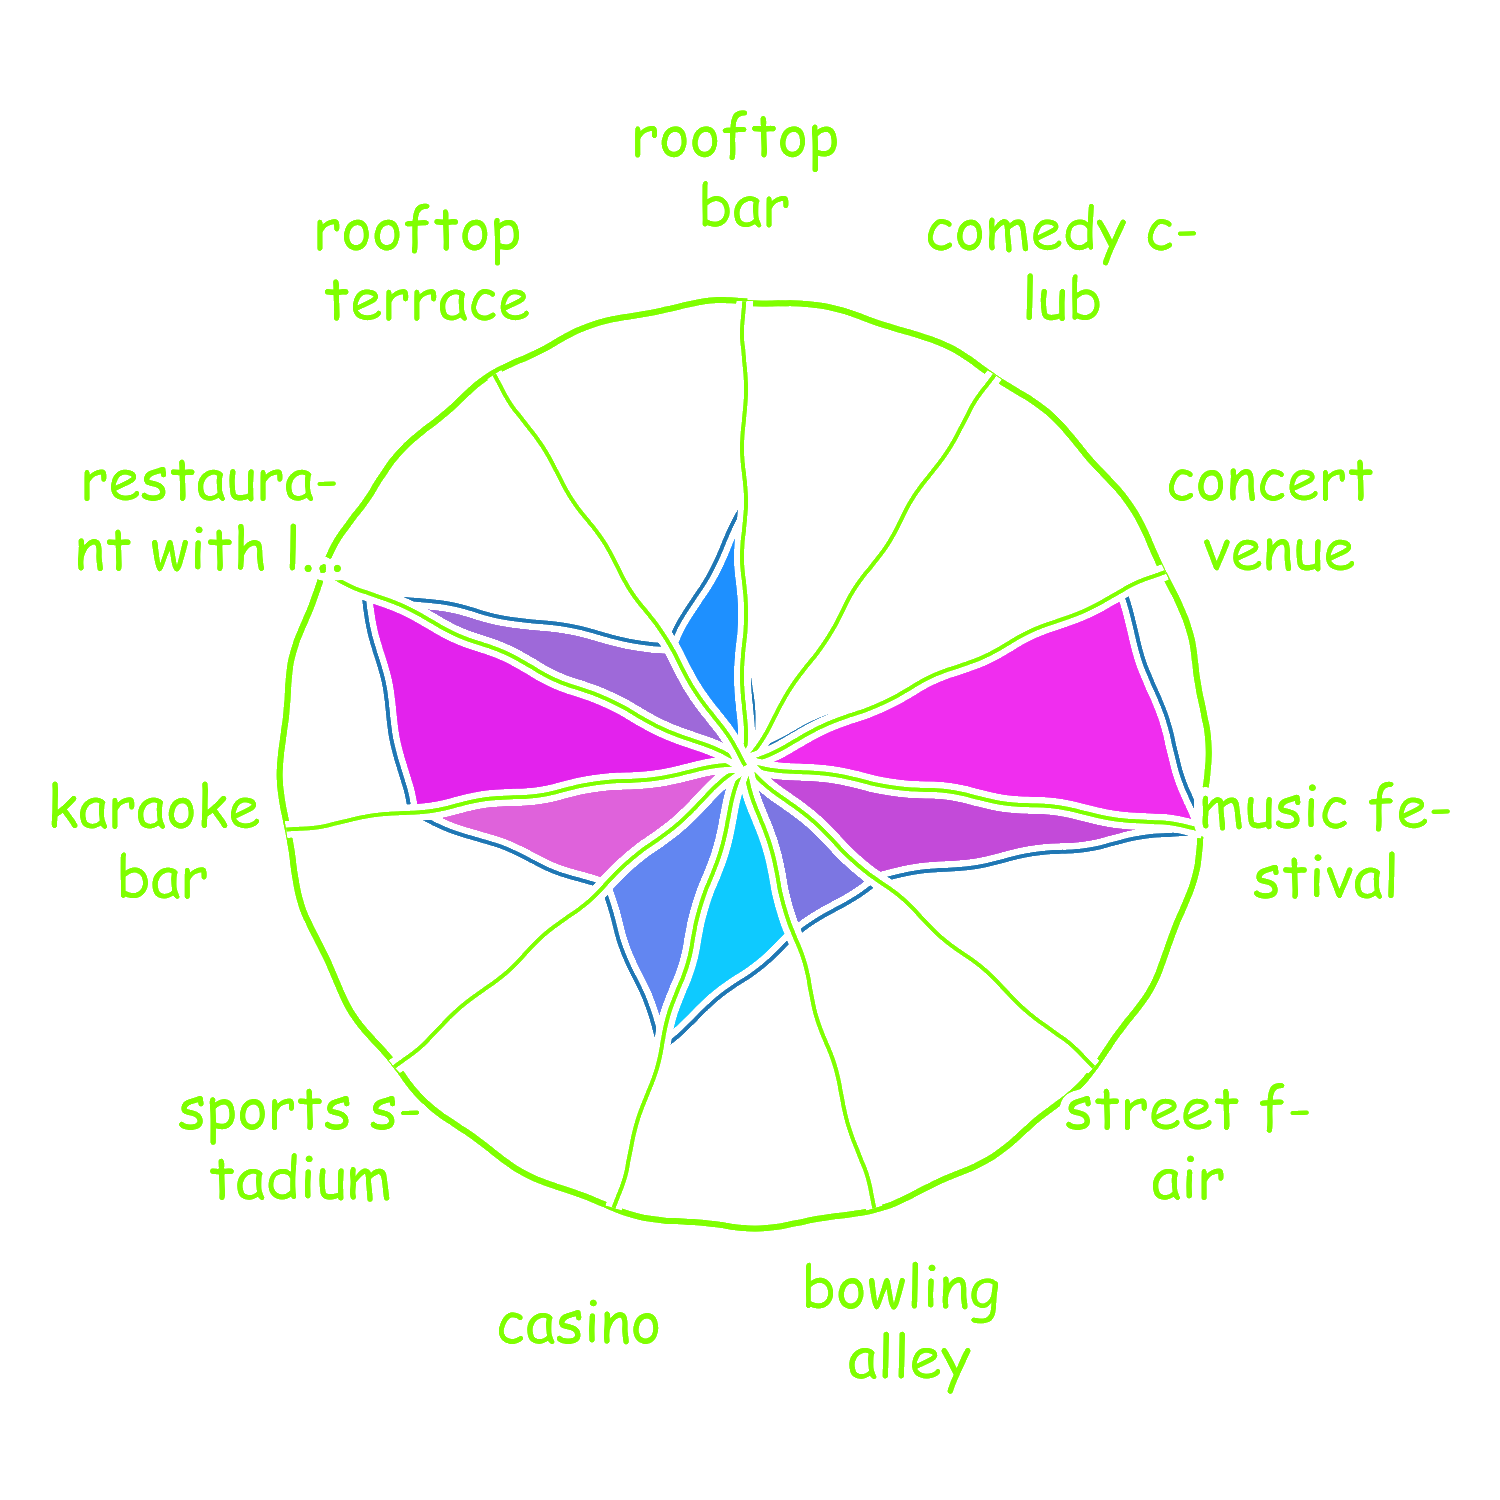 rooftop
bar
comedy c-
lub
concert
venue
music fe-
stival
street f-
air
bowling
alley
casino
sports s-
tadium
karaoke
bar
restaura-
nt with l...
rooftop
terrace